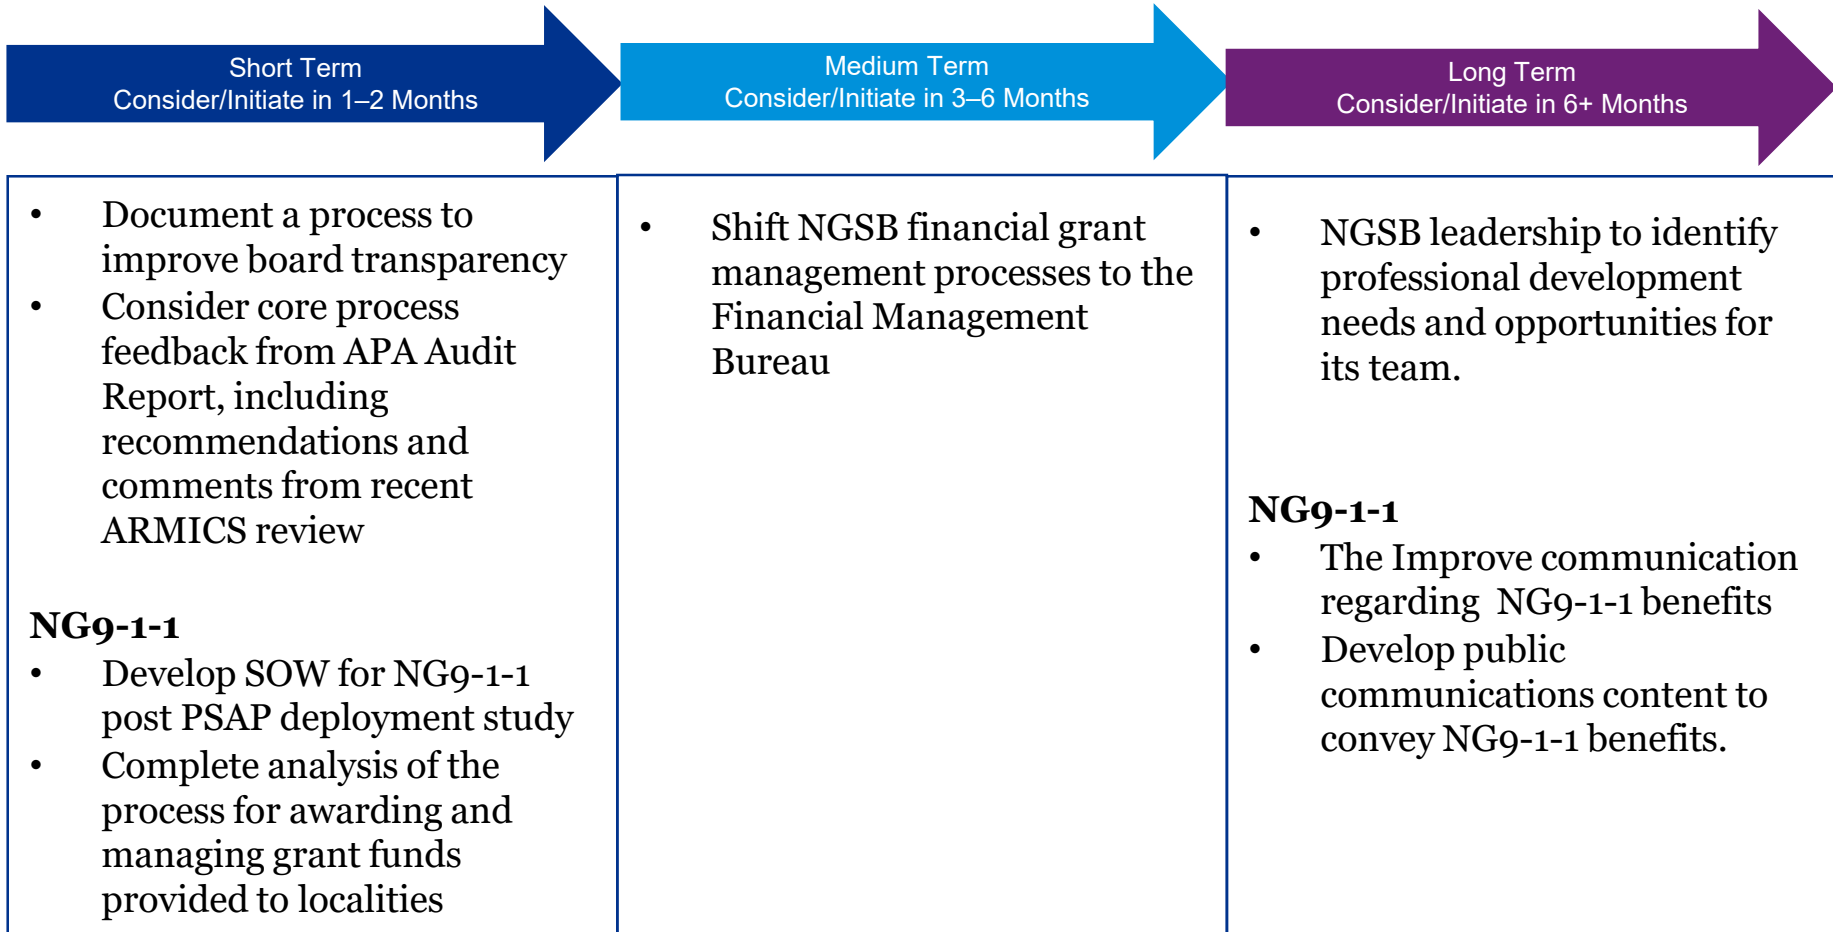 Short Term
Consider/Initiate in 1–2 Months
Medium Term
Consider/Initiate in 3–6 Months
Long Term
Consider/Initiate in 6+ Months
• Document a process to
improve board transparency
• Consider core process
feedback from APA Audit
Report, including
recommendations and
comments from recent
ARMICS review
NG9-1-1
• Develop SOW for NG9-1-1
post PSAP deployment study
• Complete analysis of the
process for awarding and
managing grant funds
provided to localities
• Shift NGSB financial grant
management processes to the
Financial Management
Bureau
• NGSB leadership to identify
professional development
needs and opportunities for
its team.
NG9-1-1
• The Improve communication
regarding  NG9-1-1 benefits
• Develop public
communications content to
convey NG9-1-1 benefits.